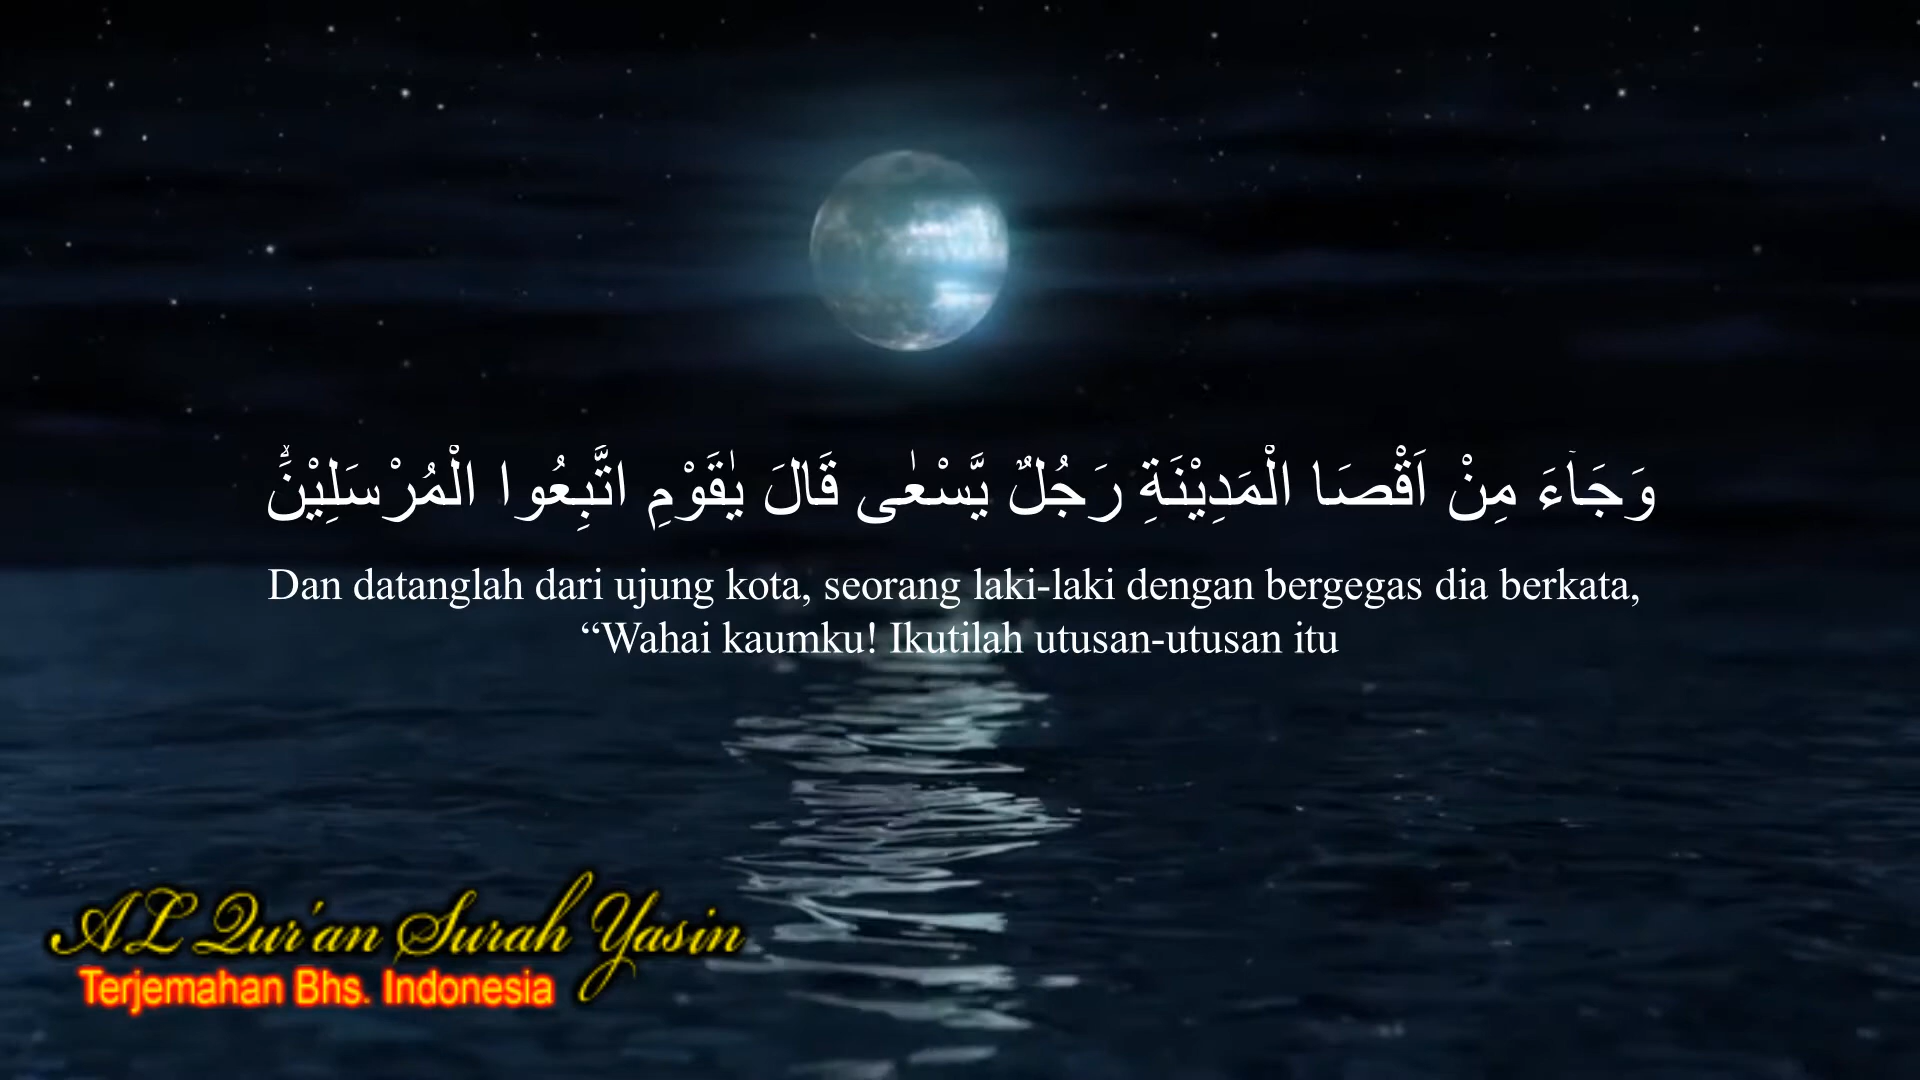 وَجَاۤءَ مِنْ اَقْصَا الْمَدِيْنَةِ رَجُلٌ يَّسْعٰى قَالَ يٰقَوْمِ اتَّبِعُوا الْمُرْسَلِيْنَۙ
Dan datanglah dari ujung kota, seorang laki-laki dengan bergegas dia berkata,
“Wahai kaumku! Ikutilah utusan-utusan itu
AL Qur'an Surah Yasin
Terjemahan Bhs. Indonesia